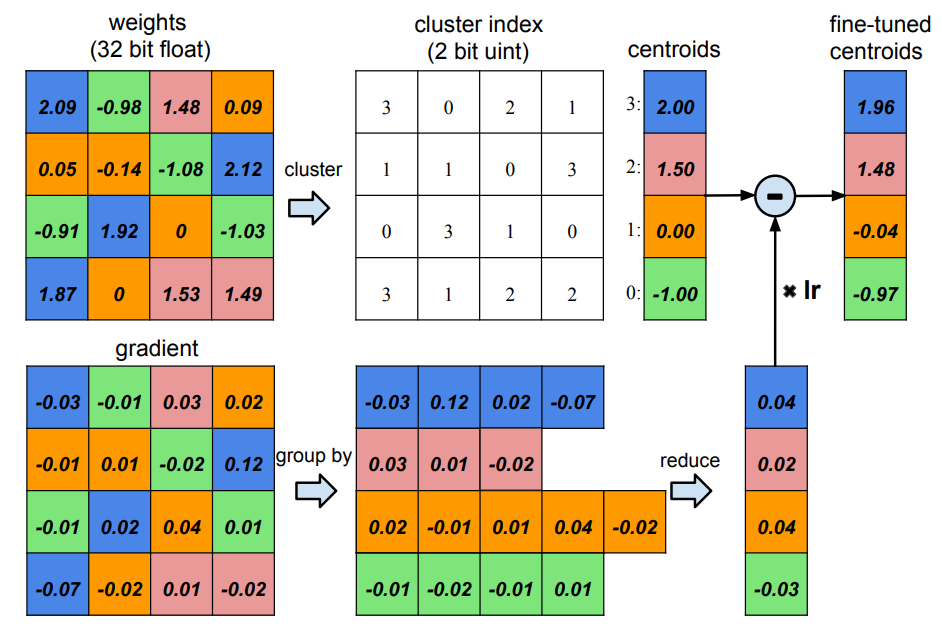 weights
(32 bit float)
cluster index
(2 bit uint)
centroids
fine-tuned
centroids
2.09 -0.98 1.48 0.09
0.05 -0.14 -1.08 2.12
-0.91 1.92 0 -1.03
1.87 0 1.53 1.49
cluster
3 0 2 1
1 1 0 3
0 3 1 0
3 1 2 2
3: 2.00
2: 1.50
1: 0.00
0: -1.00
-
× lr
1.96
1.48
-0.04
-0.97
gradient
-0.03 -0.01 0.03 0.02
-0.01 0.01 -0.02 0.12
-0.01 0.02 0.04 0.01
-0.07 -0.02 0.01 -0.02
group by
-0.03 0.12 0.02 -0.07
0.03 0.01 -0.02
0.02 -0.01 0.01 0.04 -0.02
-0.01 -0.02 -0.01 0.01
reduce
0.04
0.02
0.04
-0.03